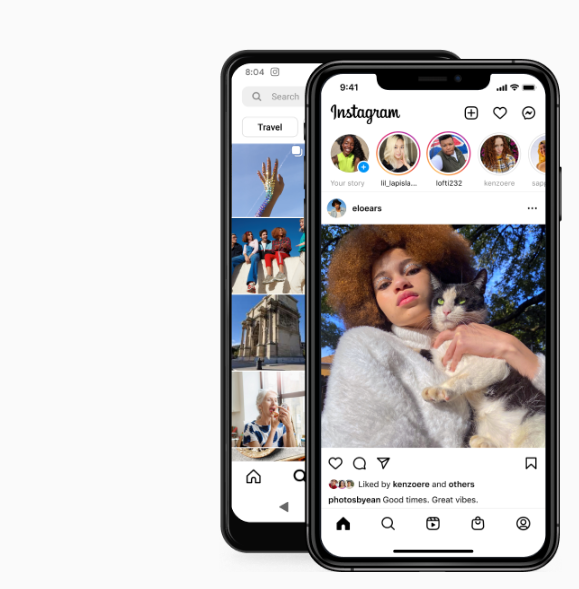 8:04
Search
Travel
9:41
Instagram
Your story
lil_lapisla...
lofti232
kenzoere
sap
eloears
Liked by kenzoere and others
photosbyean Good times. Great vibes.